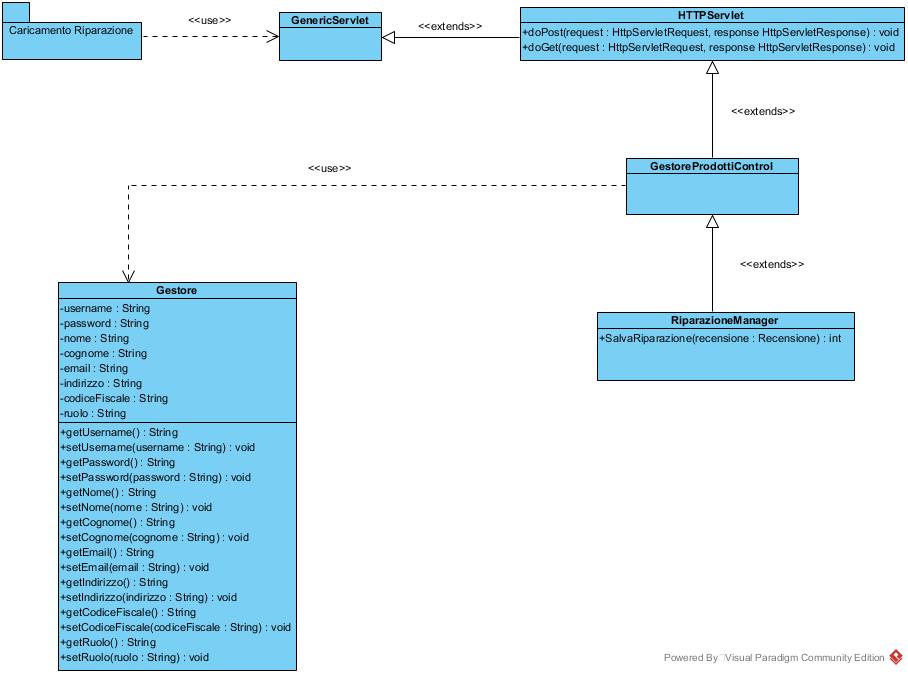 Caricamento Riparazione
<<use>>
GenericServlet
<<extends>>
HTTPServlet
+doPost(request : HttpServletRequest, response HttpServletResponse) : void
+doGet(request : HttpServletRequest, response HttpServletResponse) : void
<<extends>>
<<use>>
GestoreProdottiControl
<<extends>>
Gestore
-username : String
-password : String
-nome : String
-cognome : String
-email : String
-indirizzo : String
-codiceFiscale : String
-ruolo : String
+getUsername() : String
+setUsername(username : String) : void
+getPassword() : String
+setPassword(password : String) : void
+getNome() : String
+setNome(nome : String) : void
+getCognome() : String
+setCognome(cognome : String) : void
+getEmail() : String
+setEmail(email : String) : void
+getIndirizzo() : String
+setIndirizzo(indirizzo : String) : void
+getCodiceFiscale() : String
+setCodiceFiscale(codiceFiscale : String) : void
+getRuolo() : String
+setRuolo(ruolo : String) : void
RiparazioneManager
+SalvaRiparazione(recensione : Recensione) : int
Powered By Visual Paradigm Community Edition